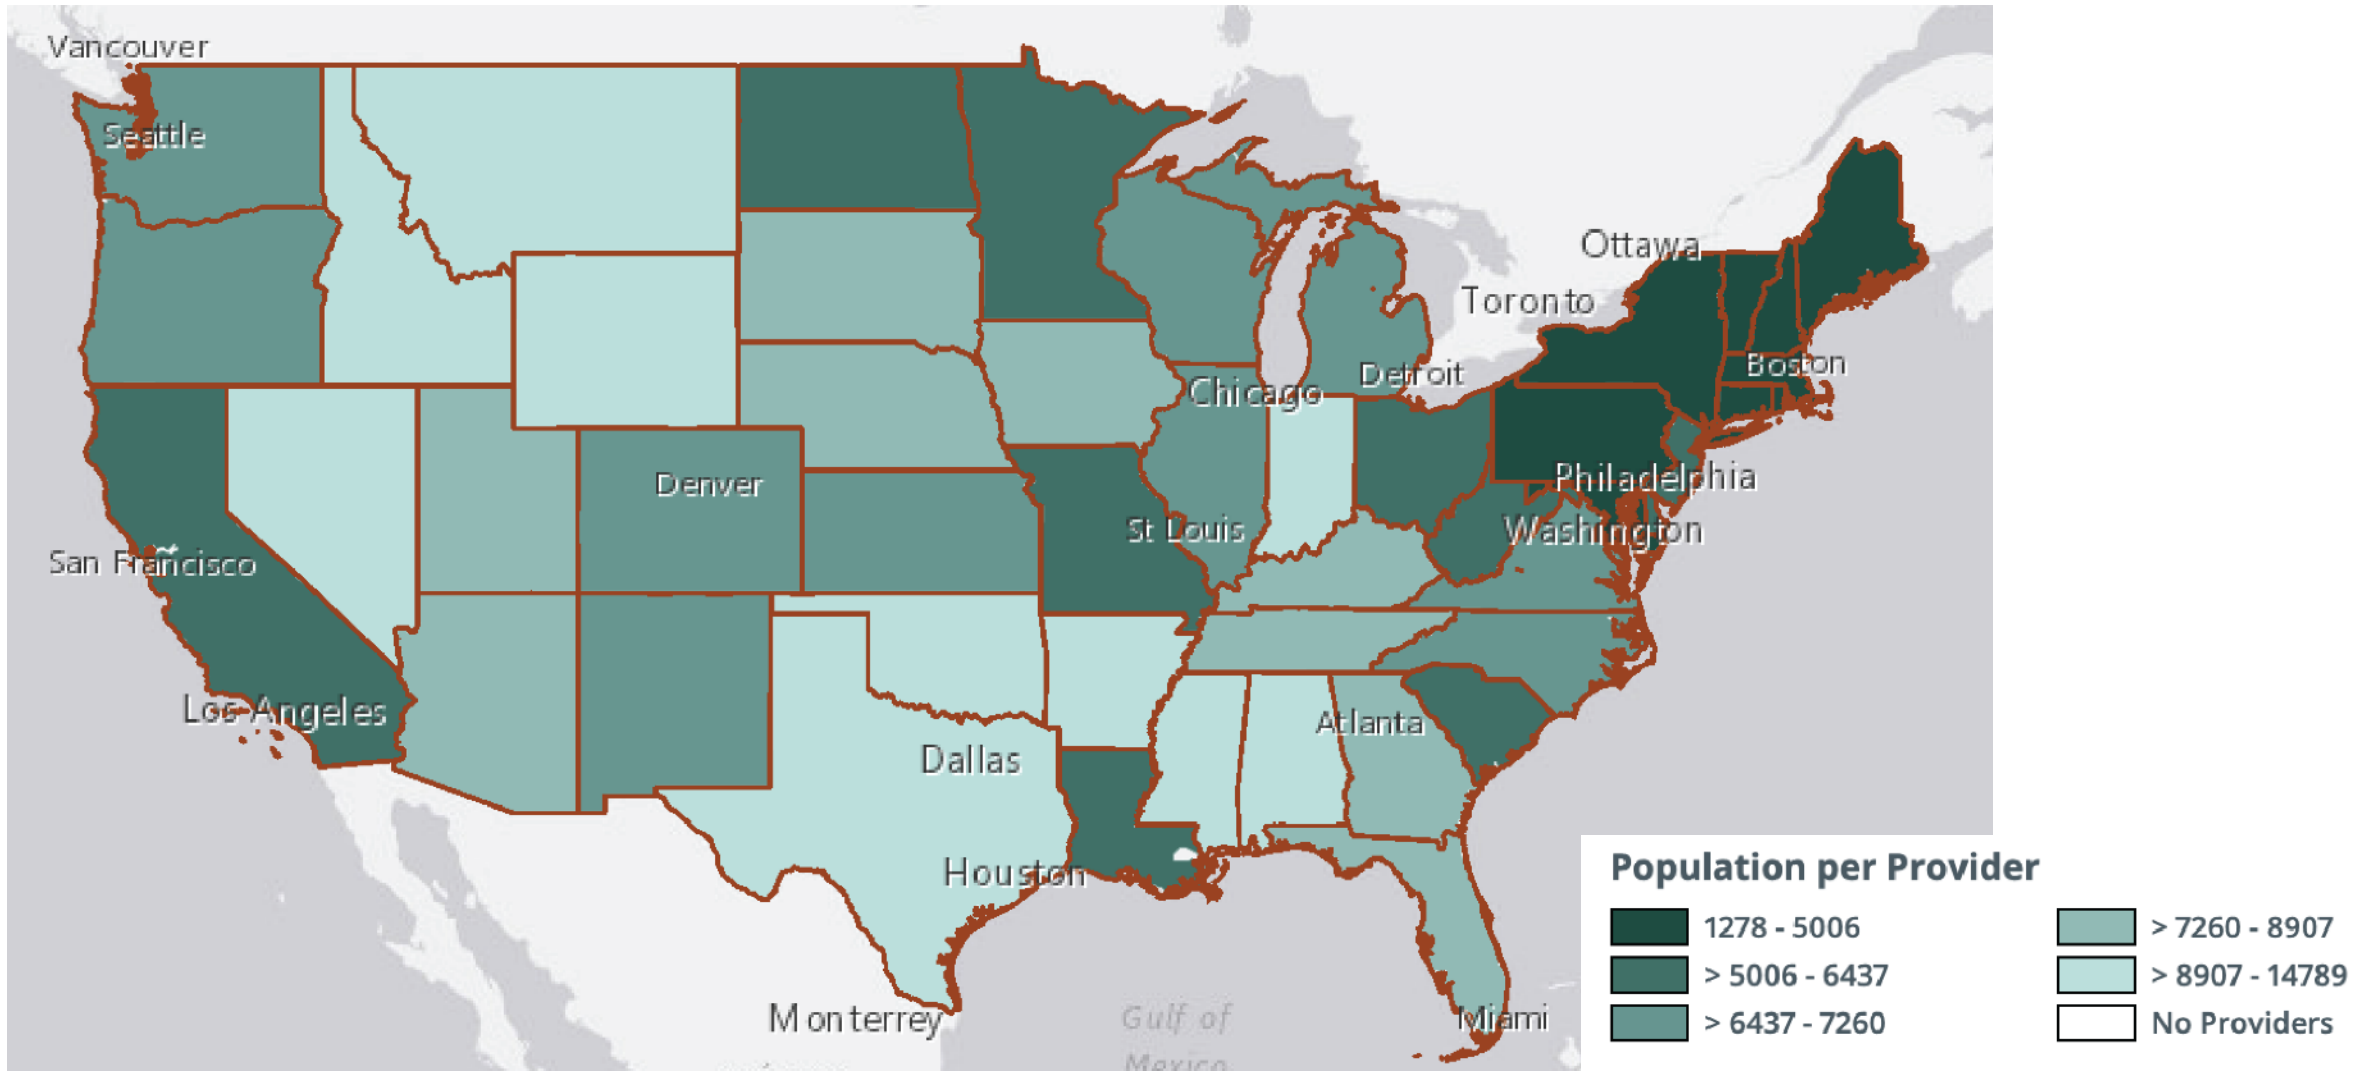 Vancouver
Seattle
Ottawa
Toronto
Boston
Detroit
Chicago
Denver
Philadelphia
St Louis
Washington
San Francisco
Los Angeles
Atlanta
Dallas
Houston
Monterrey
Gulf of
Mexico
Miami
Population per Provider
1278 - 5006
> 5006 - 6437
> 6437 - 7260
> 7260 - 8907
> 8907 - 14789
No Providers